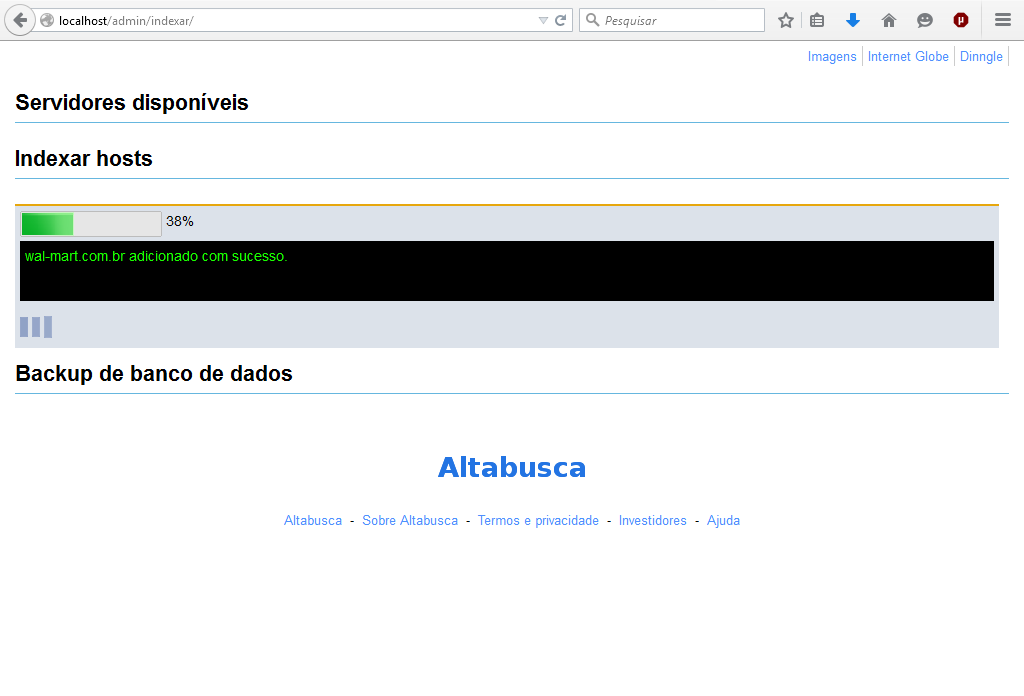 localhost/admin/indexar/
Pesquisar
Imagens Internet Globe Dinngle
Servidores disponíveis
Indexar hosts
38%
wal-mart.com.br adicionado com sucesso.
Backup de banco de dados
Altabusca
Altabusca - Sobre Altabusca - Termos e privacidade - Investidores - Ajuda